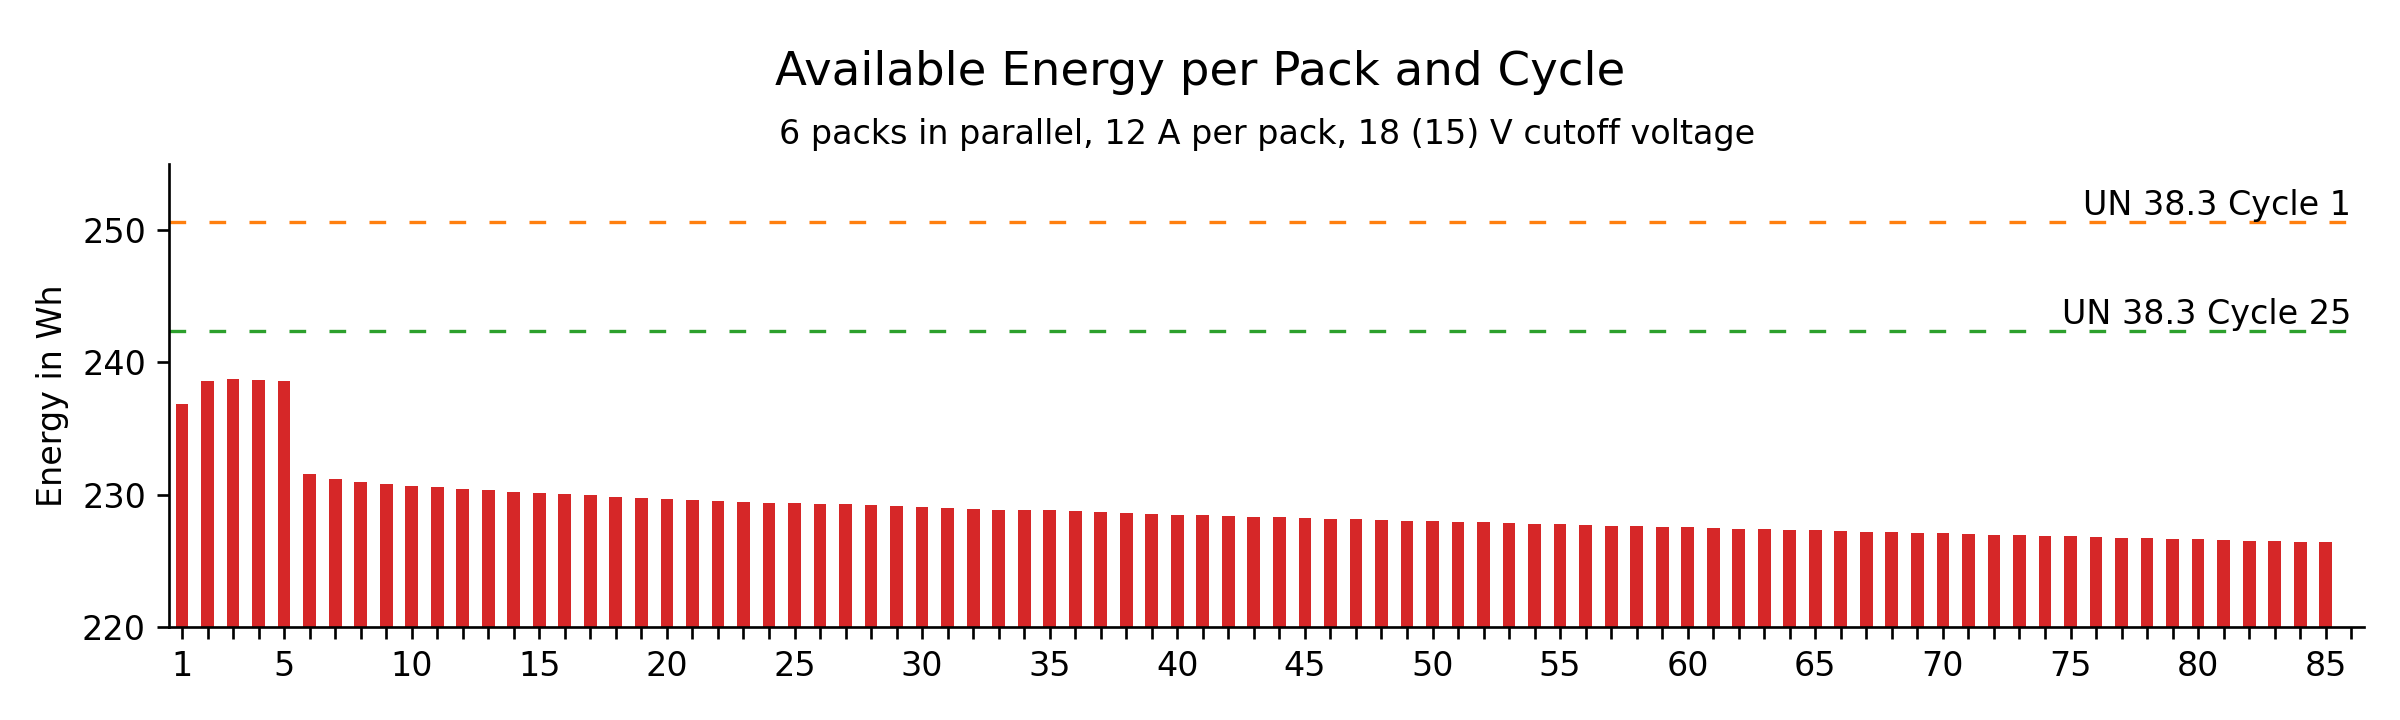 Available Energy per Pack and Cycle
6 packs in parallel, 12 A per pack, 18 (15) V cutoff voltage
UN 38.3 Cycle 1
UN 38.3 Cycle 25
Energy in Wh
250
240
230
220
1 5 10 15 20 25 30 35 40 45 50 55 60 65 70 75 80 85